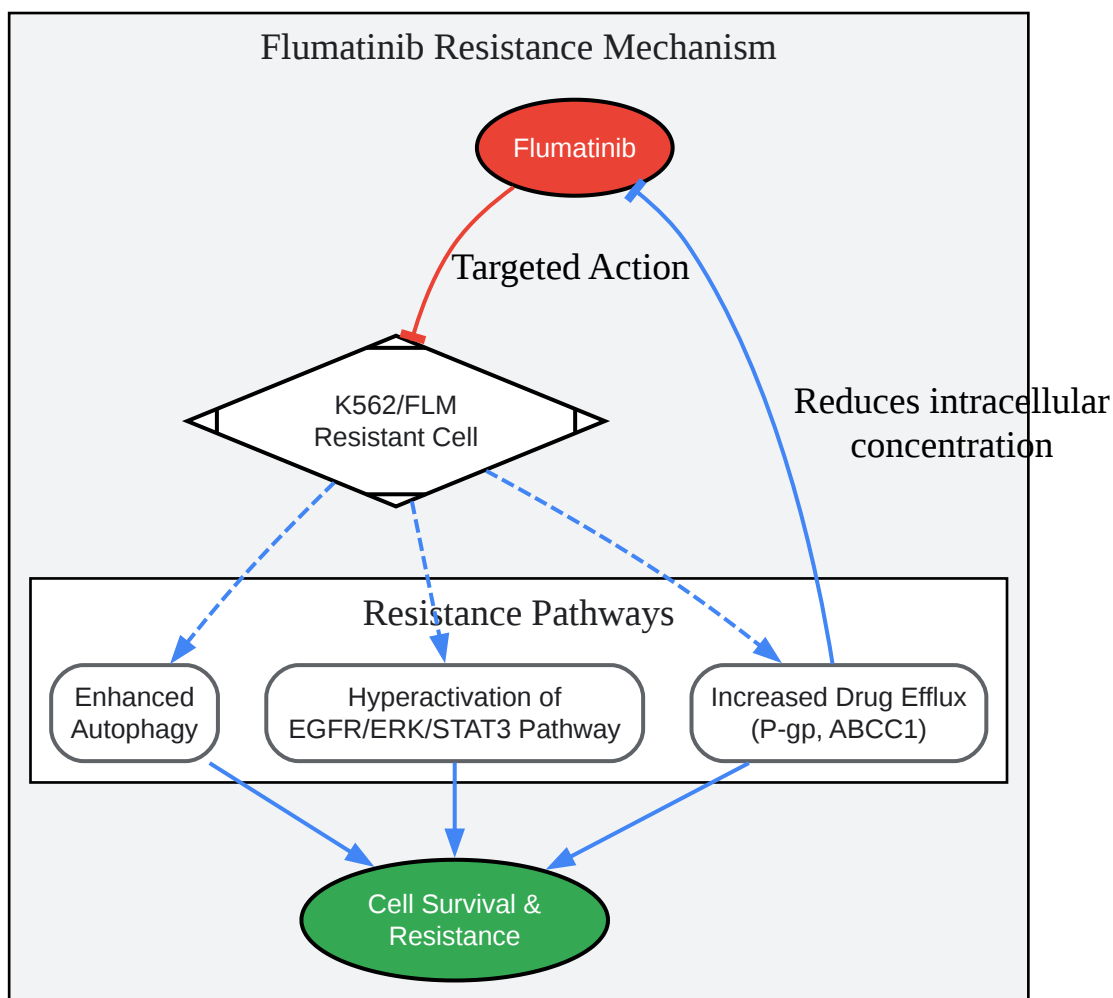 Flumatinib Resistance Mechanism
Flumatinib
Targeted Action
K562/FLM
Resistant Cell
Reduces intracellular
concentration
Resistance Pathways
Enhanced
Autophagy
Hyperactivation of
EGFR/ERK/STAT3 Pathway
Increased Drug Efflux
(P-gp, ABCC1)
Cell Survival &
Resistance